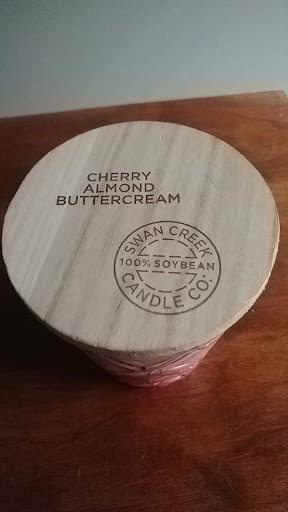 CHERRY
ALMOND
BUTTERCREAM
SWAN CREEK
100% SOYBEAN
CANDLE CO.